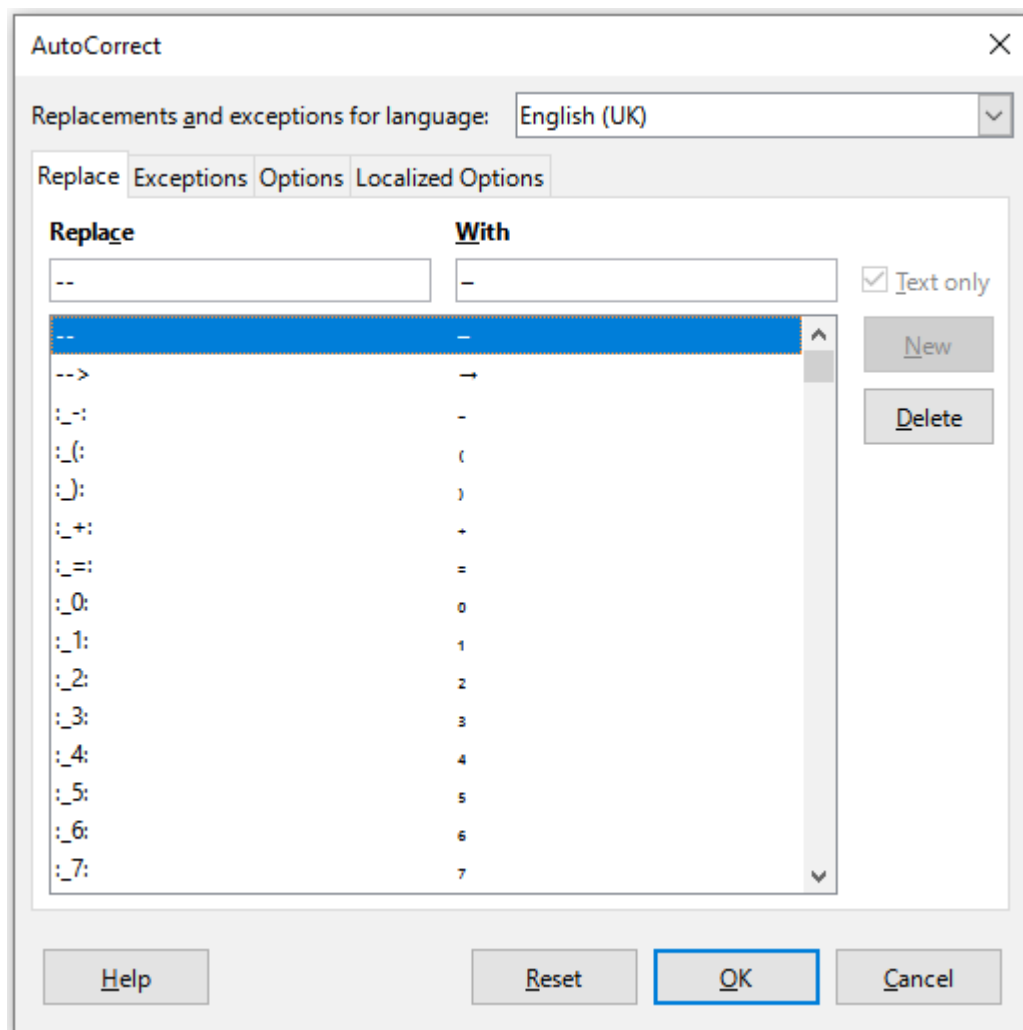 AutoCorrect
Replacements and exceptions for language: English (UK)
Replace Exceptions Options Localized Options
Replace With
-- – Text only
-- –
--> →
:_-: ₋
:_(: ₍
:_): ₎
:_+: ₊
:_=: ₌
:_0: ₀
:_1: ₁
:_2: ₂
:_3: ₃
:_4: ₄
:_5: ₅
:_6: ₆
:_7: ₇
New
Delete
Help Reset OK Cancel